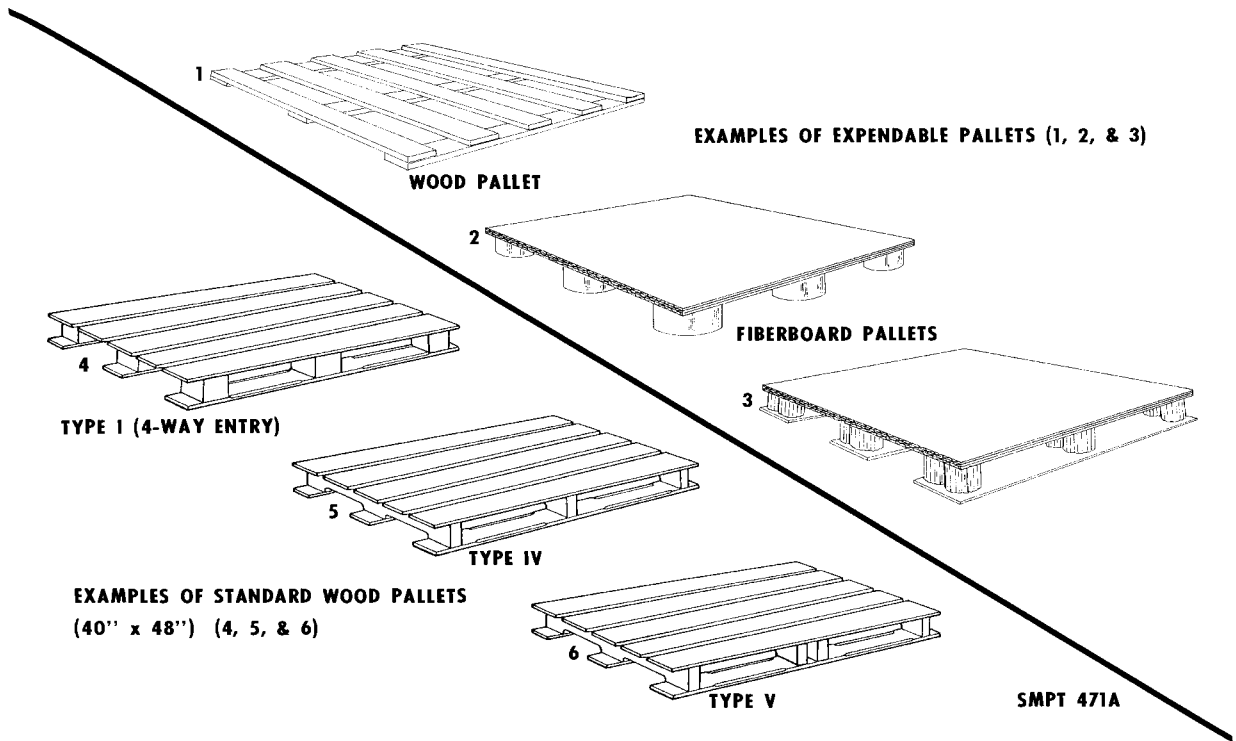 1
EXAMPLES OF EXPENDABLE PALLETS (1, 2, & 3)
WOOD PALLET
2
FIBERBOARD PALLETS
4
TYPE I (4-WAY ENTRY)
3
5
TYPE IV
EXAMPLES OF STANDARD WOOD PALLETS
(40'' x 48'') (4, 5, & 6)
6
TYPE V
SMPT 471A